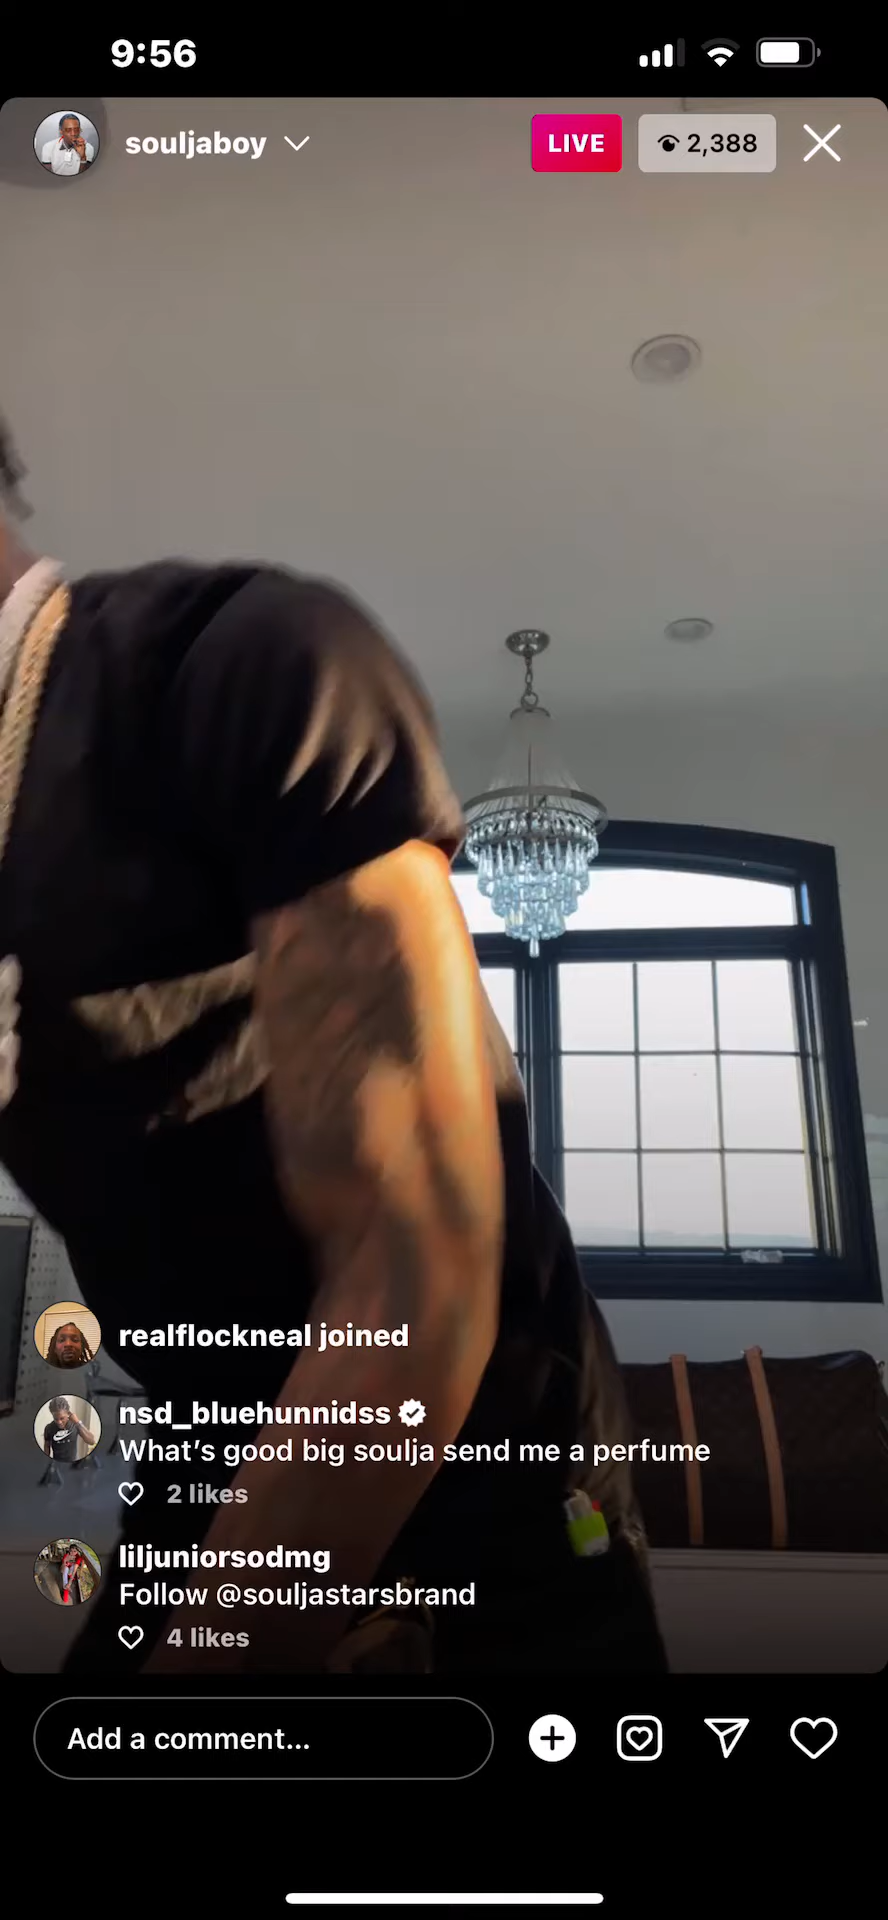 9:56
souljaboy
LIVE
2,388
realflockneal joined
nsd_bluehunnidss
What's good big soulja send me a perfume
2 likes
liljuniorsodmg
Follow @souljastarsbrand
4 likes
Add a comment...